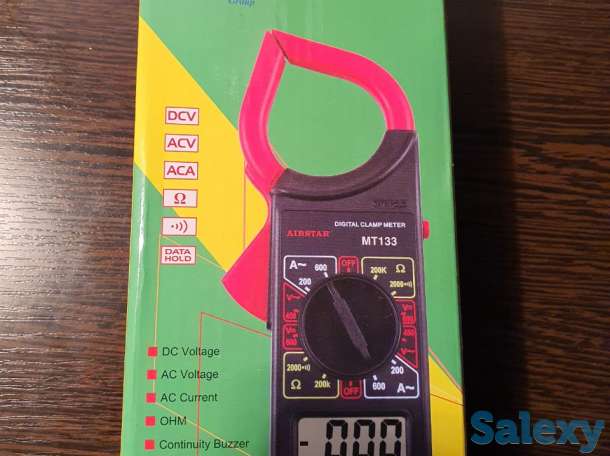 Group
DCV
ACV
ACA
Ω
•)))
DATA
HOLD
DIGITAL CLAMP METER
AIRSTAR
MT133
A~
600
OFF
200K
Ω
200
2000•))
2000•))
200
Ω
200k
OFF
600
A~
DC Voltage
AC Voltage
AC Current
OHM
Continuity Buzzer
-.000
Salexy